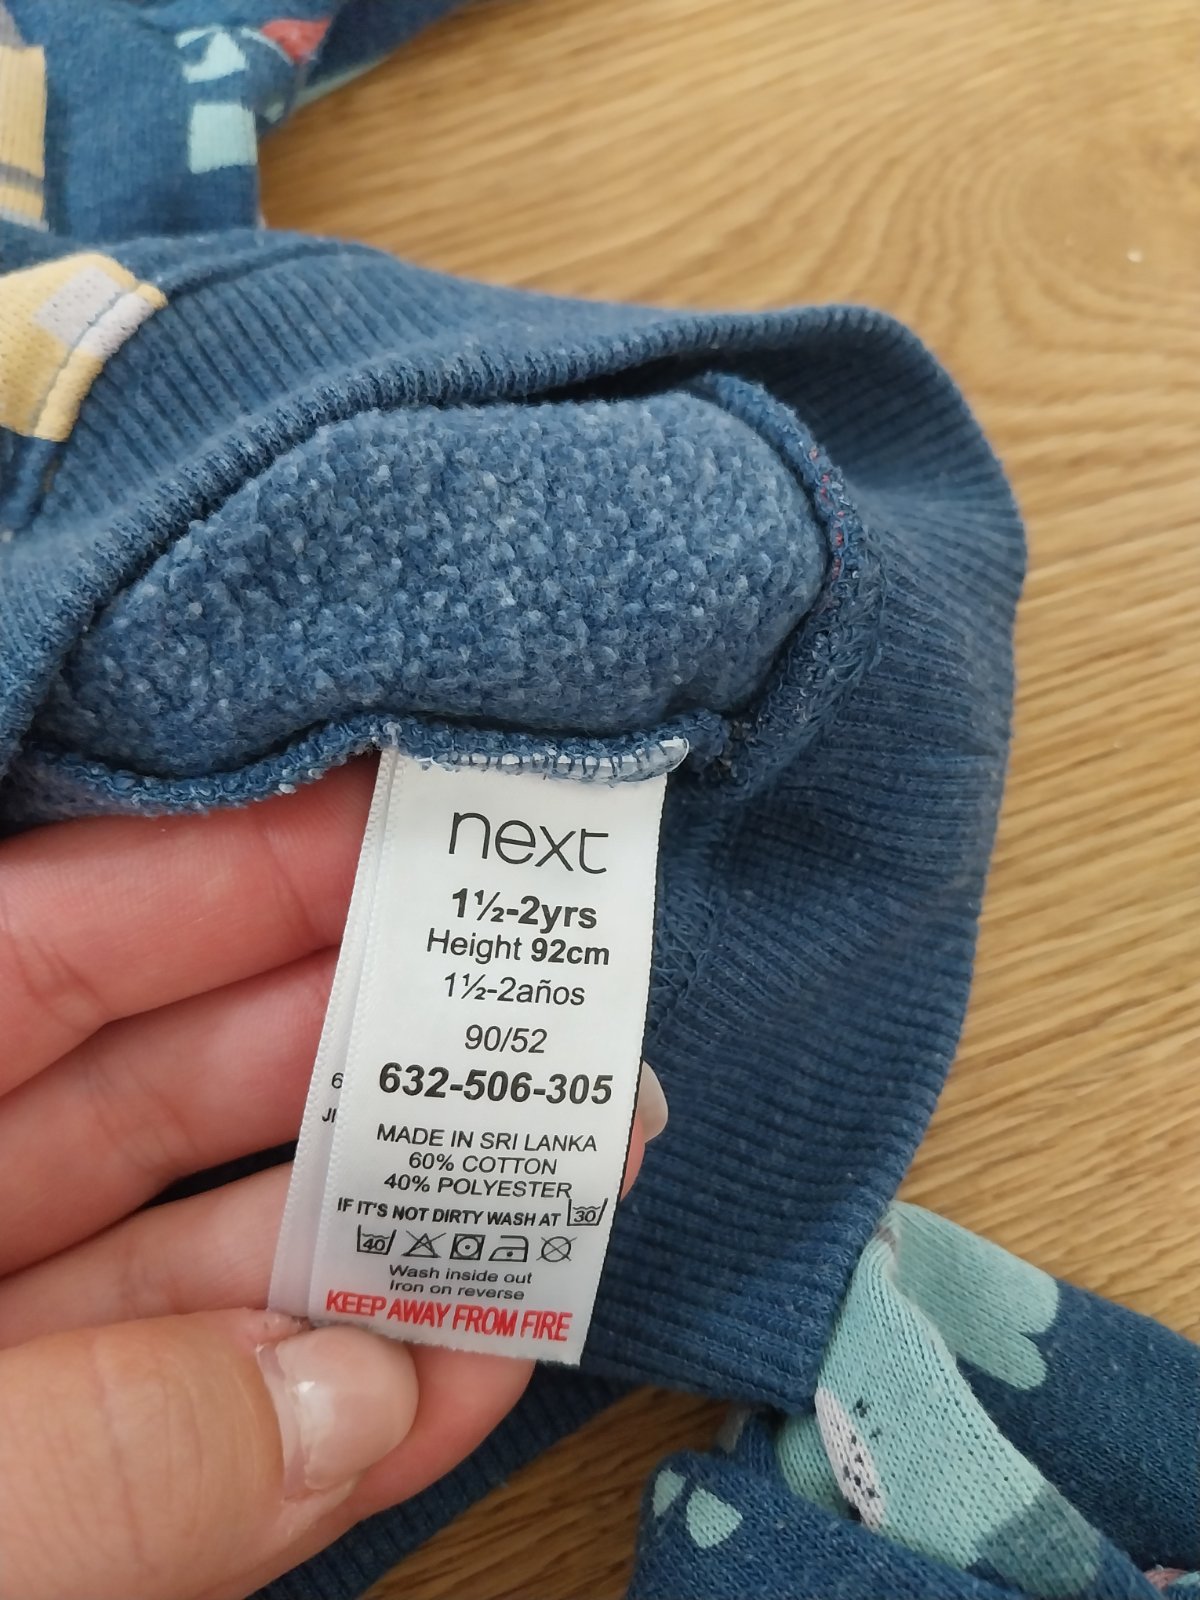 next
1½-2yrs
Height 92cm
1½-2años
90/52
632-506-305
MADE IN SRI LANKA
60% COTTON
40% POLYESTER
IF IT'S NOT DIRTY WASH AT 30
40
Wash inside out
Iron on reverse
KEEP AWAY FROM FIRE